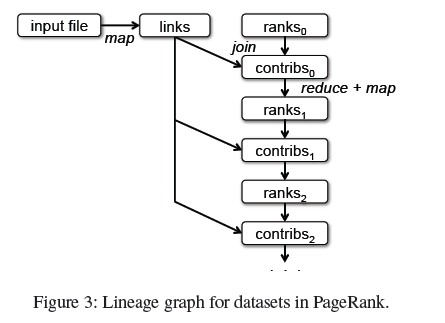 input file
map
links
join
ranks0
contribs0
reduce + map
ranks1
contribs1
ranks2
contribs2
. . .
Figure 3: Lineage graph for datasets in PageRank.